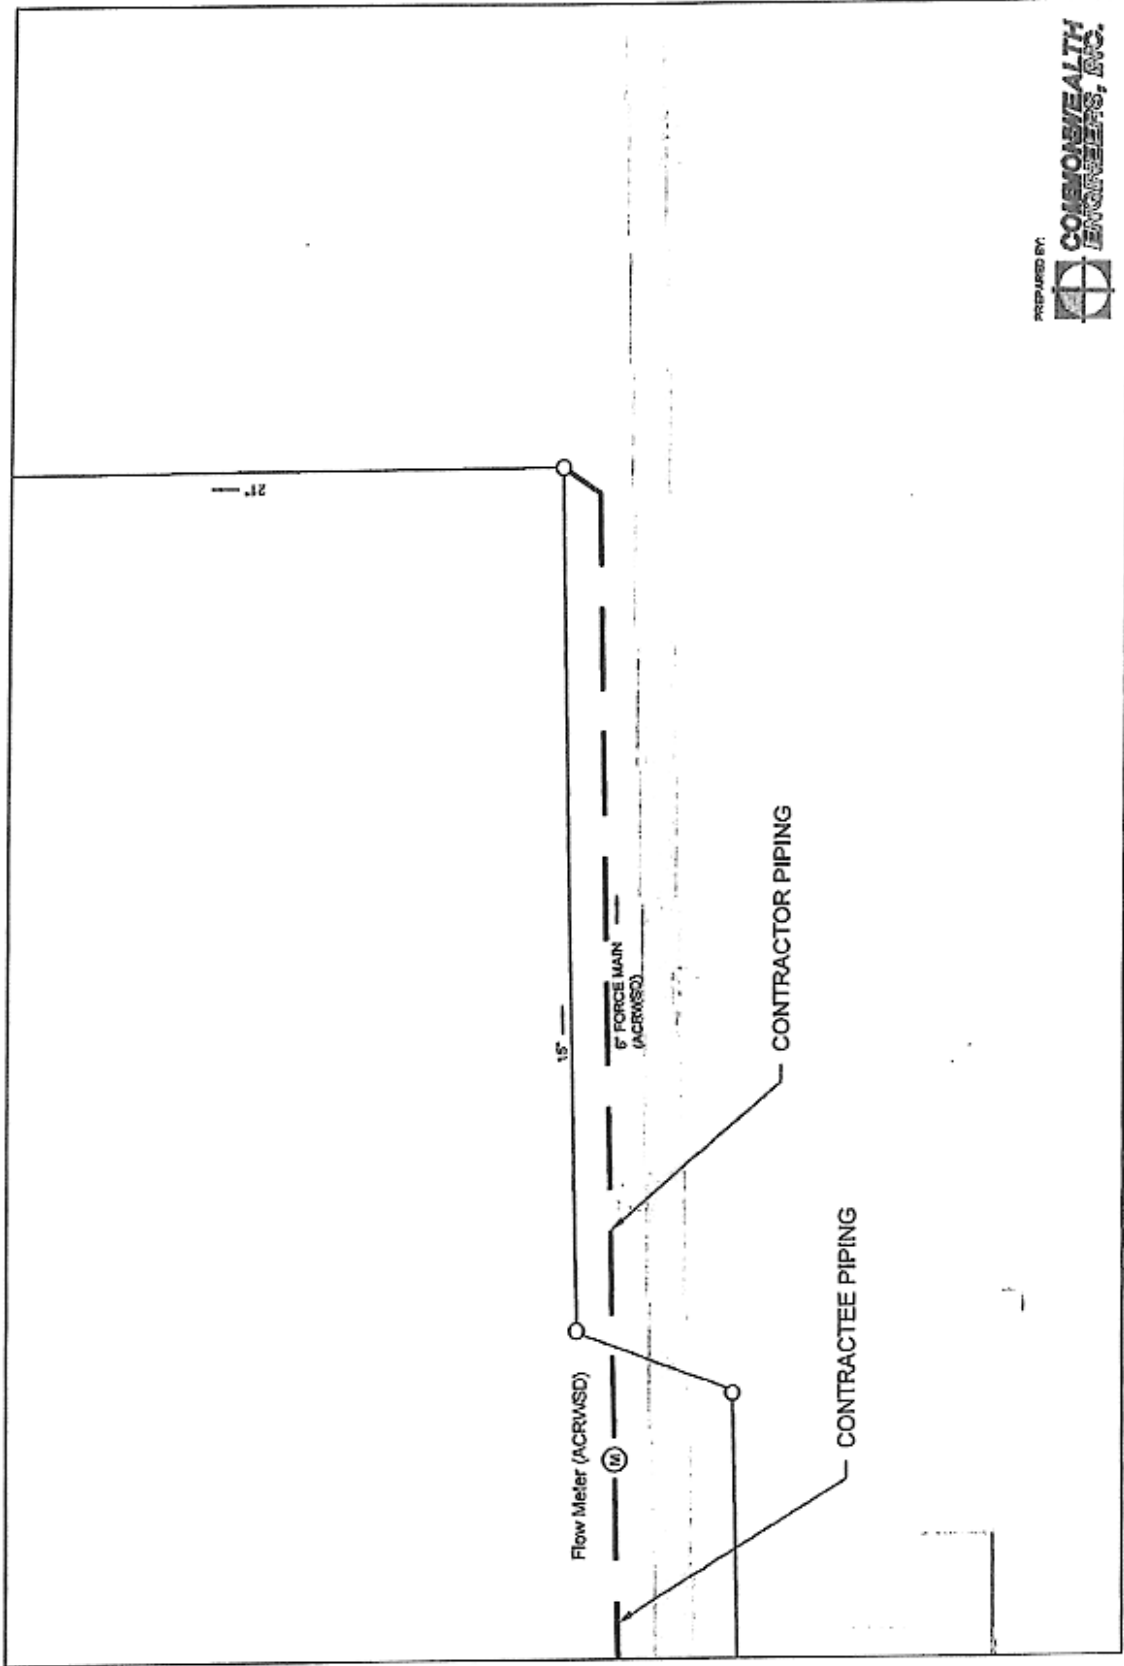 21"
15"
6" FORCE MAIN
(ACRWSD)
Flow Meter (ACRWSD)
M
CONTRACTOR PIPING
CONTRACTEE PIPING
PREPARED BY:
COMMONWEALTH
ENGINEERS, INC.